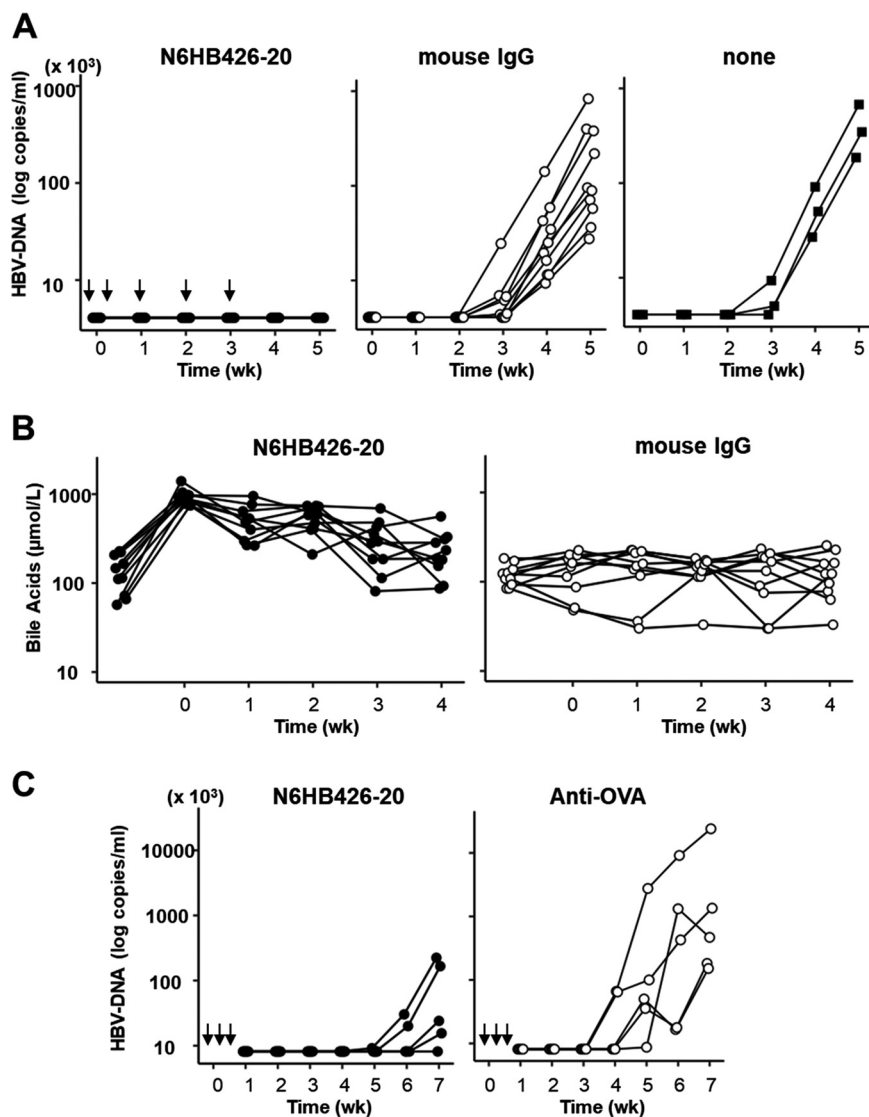 A
N6HB426-20
mouse IgG
none
(x 10³)
HBV-DNA (log copies/ml)
1000
100
10
0 1 2 3 4 5
Time (wk)
0 1 2 3 4 5
Time (wk)
0 1 2 3 4 5
Time (wk)
B
N6HB426-20
mouse IgG
Bile Acids (µmol/L)
1000
100
10
0 1 2 3 4
Time (wk)
0 1 2 3 4
Time (wk)
C
(x 10³)
N6HB426-20
Anti-OVA
HBV-DNA (log copies/ml)
10000
1000
100
10
0 1 2 3 4 5 6 7
Time (wk)
0 1 2 3 4 5 6 7
Time (wk)